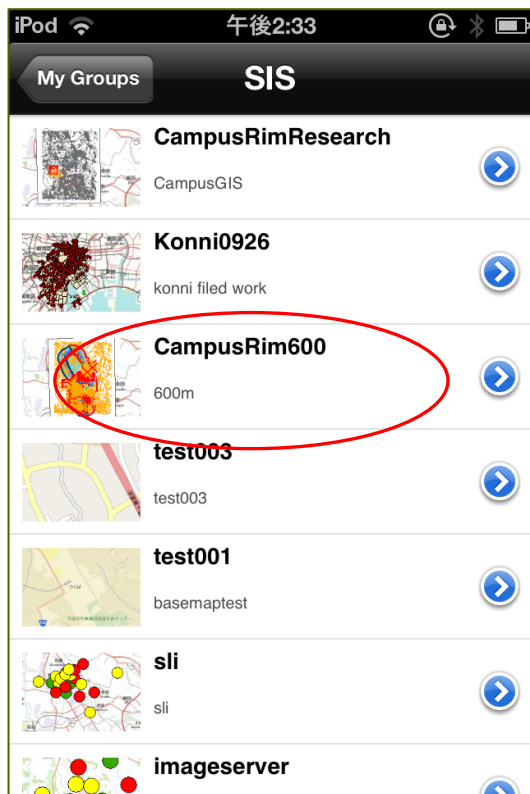 iPod 午後2:33
My Groups SIS
CampusRimResearch
CampusGIS
Konni0926
konni filed work
CampusRim600
600m
test003
test003
test001
basemaptest
sli
sli
imageserver